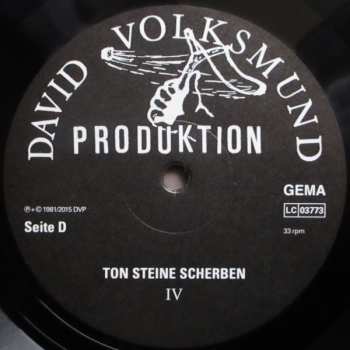 DAVID VOLKSMUND
PRODUKTION
℗ + © 1981/2015 DVP
Seite D
GEMA
LC 03773
33 rpm
TON STEINE SCHERBEN
IV